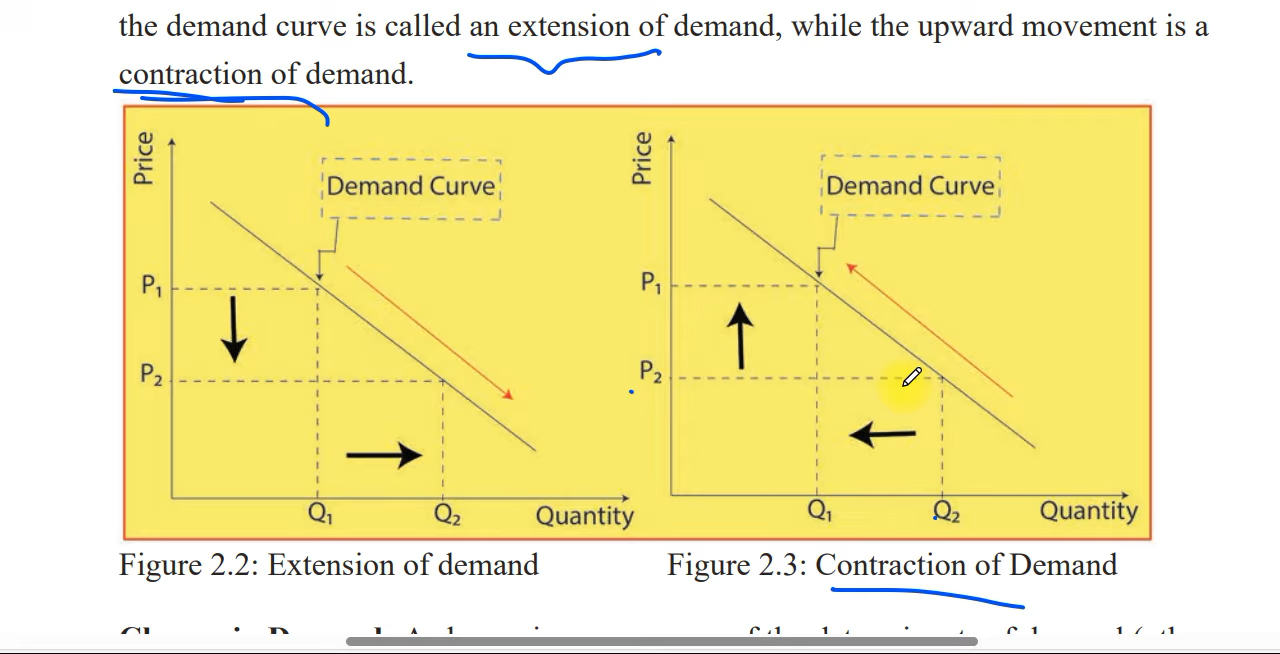 the demand curve is called an extension of demand, while the upward movement is a
contraction of demand.
Price
Demand Curve
P₁
P₂
Q₁
Q₂
Quantity
Price
Demand Curve
P₁
P₂
Q₁
Q₂
Quantity
Figure 2.2: Extension of demand
Figure 2.3: Contraction of Demand